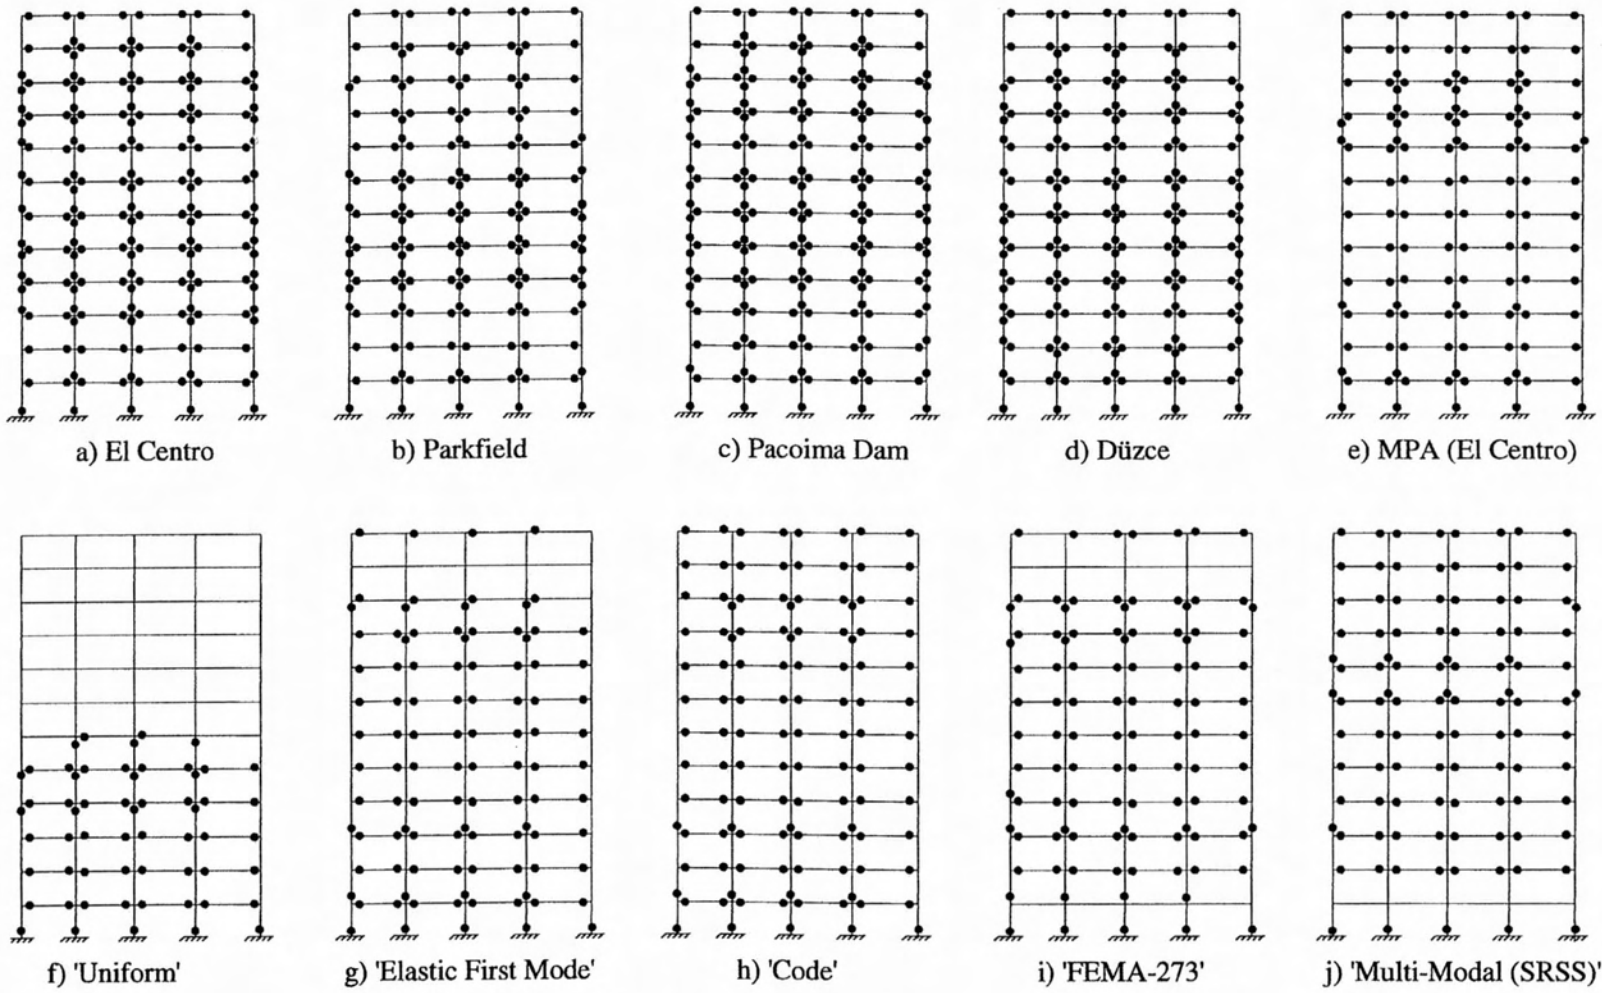 a) El Centro
b) Parkfield
c) Pacoima Dam
d) Düzce
e) MPA (El Centro)
f) 'Uniform'
g) 'Elastic First Mode'
h) 'Code'
i) 'FEMA-273'
j) 'Multi-Modal (SRSS)'